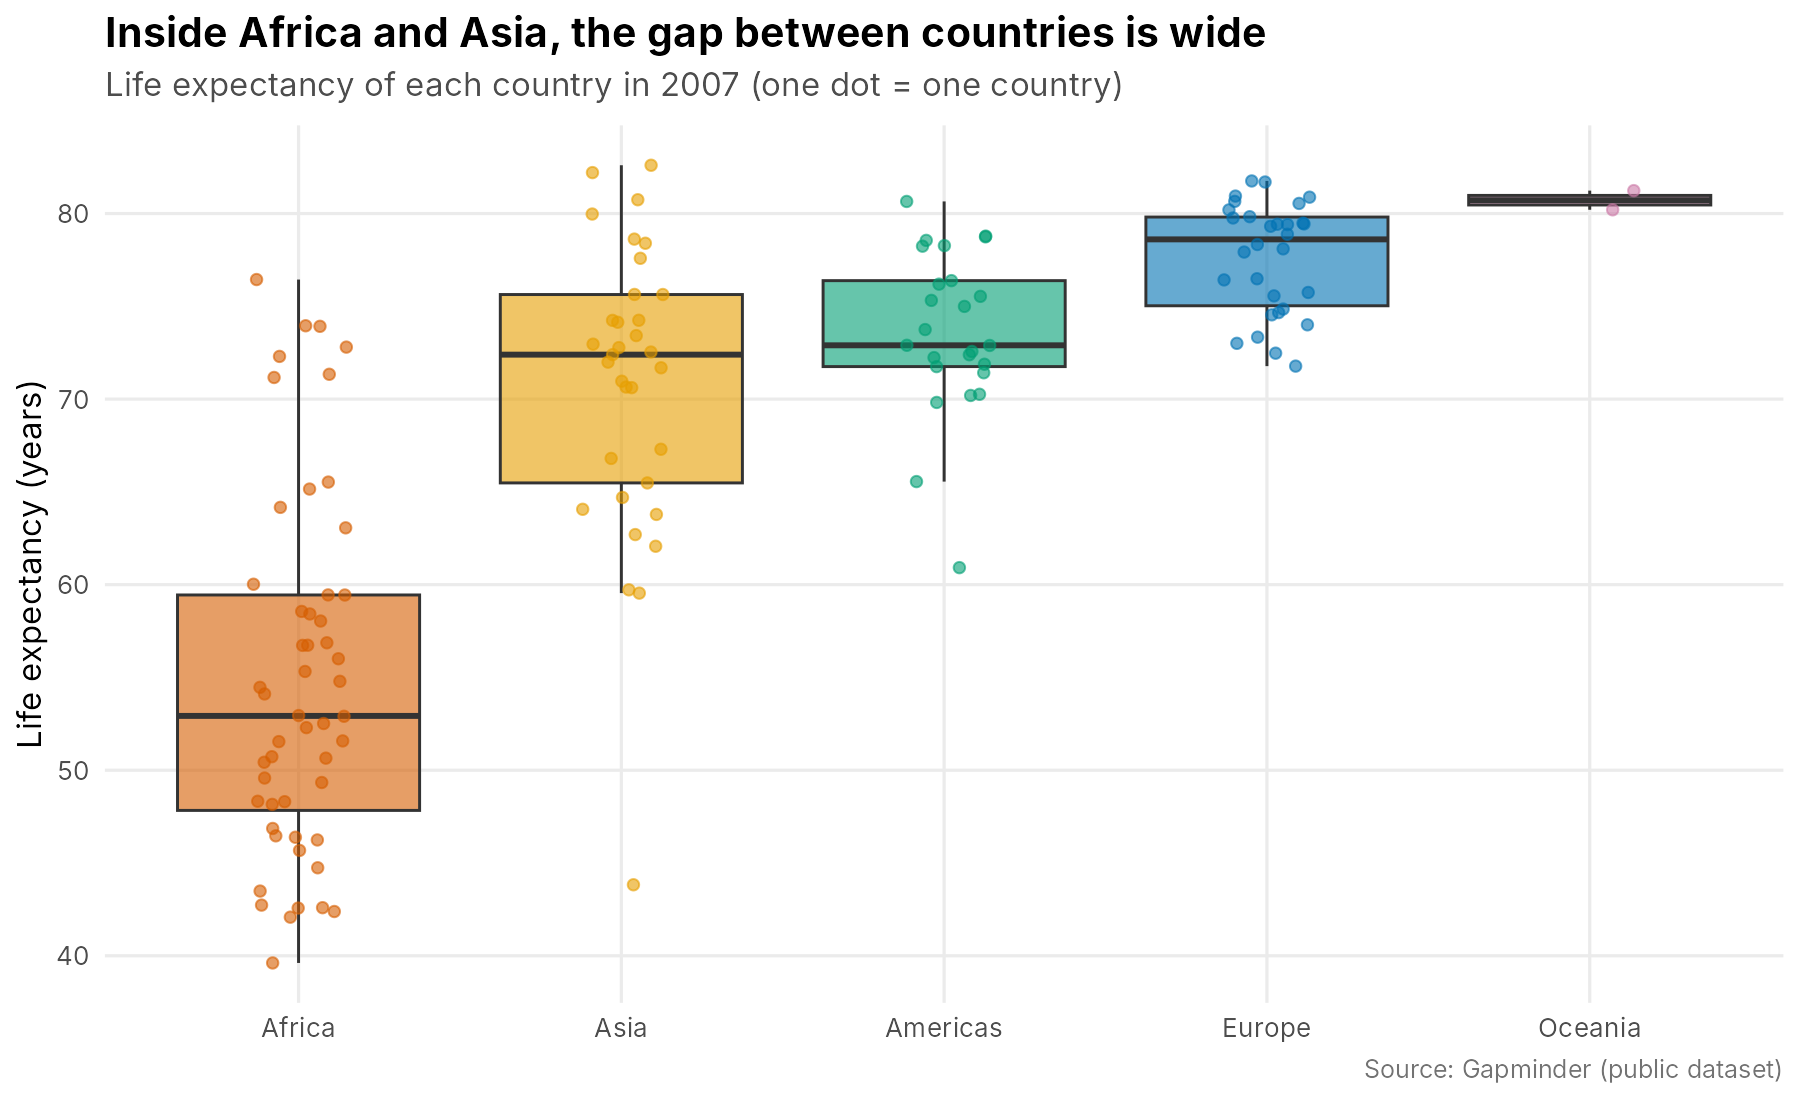 Inside Africa and Asia, the gap between countries is wide
Life expectancy of each country in 2007 (one dot = one country)
Life expectancy (years)
80
70
60
50
40
Africa
Asia
Americas
Europe
Oceania
Source: Gapminder (public dataset)